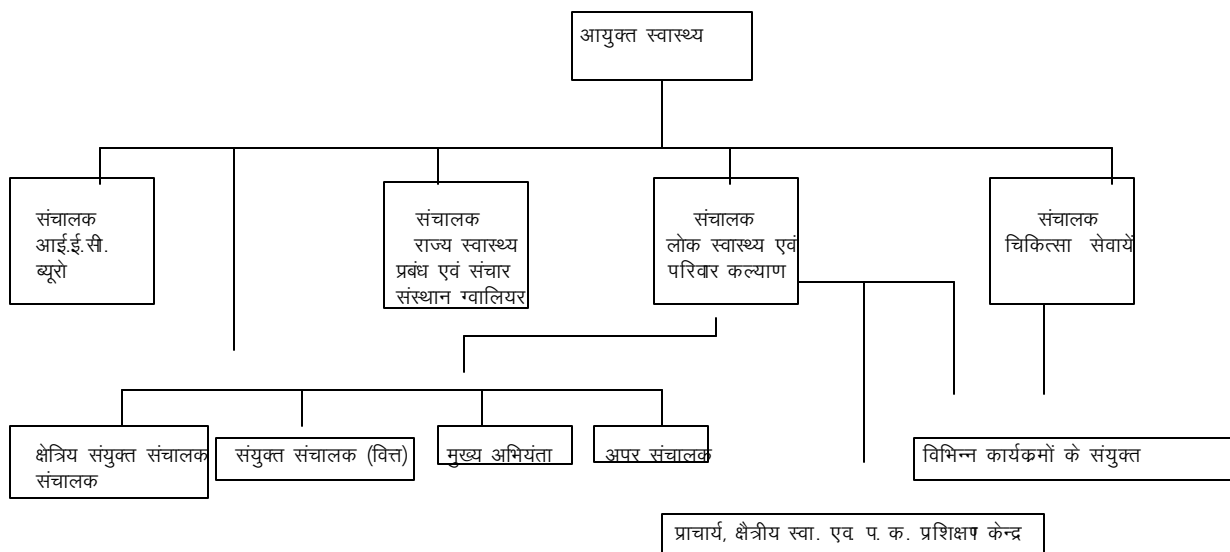 आयुक्त स्वास्थ्य
संचालक
आई.ई.सी.
ब्यूरो
संचालक
राज्य स्वास्थ्य
प्रबंध एवं संचार
संस्थान ग्वालियर
संचालक
लोक स्वास्थ्य एवं
परिवार कल्याण
संचालक
चिकित्सा सेवायें
क्षेत्रिय संयुक्त संचालक
संचालक
संयुक्त संचालक (वित्त)
मुख्य अभियंता
अपर संचालक
विभिन्न कार्यक्रमों के संयुक्त
प्राचार्य, क्षैत्रीय स्वा. एवं प. क. प्रशिक्षण केन्द्र